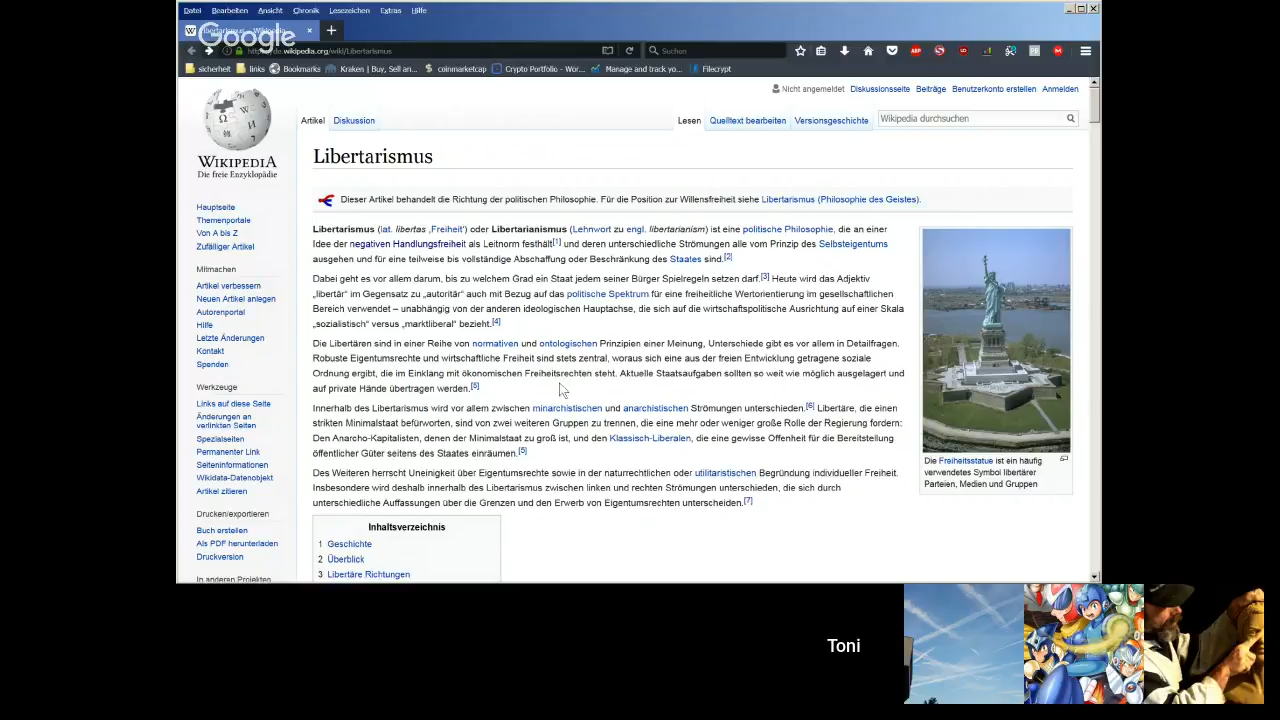 Datei Bearbeiten Ansicht Chronik Lesezeichen Extras Hilfe
Google
de.wikipedia.org/wiki/Libertarismus Suchen
sicherheit links Bookmarks Kraken | Buy, Sell an... coinmarketcap Crypto Portfolio - Wor... Manage and track yo... Filecrypt
Nicht angemeldet Diskussionsseite Beiträge Benutzerkonto erstellen Anmelden
Artikel Diskussion Lesen Quelltext bearbeiten Versionsgeschichte Wikipedia durchsuchen
WIKIPEDIA
Die freie Enzyklopädie
Hauptseite
Themenportale
Von A bis Z
Zufälliger Artikel
Mitmachen
Artikel verbessern
Neuen Artikel anlegen
Autorenportal
Hilfe
Letzte Änderungen
Kontakt
Spenden
Werkzeuge
Links auf diese Seite
Änderungen an
verlinkten Seiten
Spezialseiten
Permanenter Link
Seiteninformationen
Wikidata-Datenobjekt
Artikel zitieren
Drucken/exportieren
Buch erstellen
Als PDF herunterladen
Druckversion
In anderen Projekten
Libertarismus
Dieser Artikel behandelt die Richtung der politischen Philosophie. Für die Position zur Willensfreiheit siehe Libertarismus (Philosophie des Geistes).
Libertarismus (lat. libertas ‚Freiheit‘) oder Libertarianismus (Lehnwort zu engl. libertarianism) ist eine politische Philosophie, die an einer
Idee der negativen Handlungsfreiheit als Leitnorm festhält[1] und deren unterschiedliche Strömungen alle vom Prinzip des Selbsteigentums
ausgehen und für eine teilweise bis vollständige Abschaffung oder Beschränkung des Staates sind.[2]
Dabei geht es vor allem darum, bis zu welchem Grad ein Staat jedem seiner Bürger Spielregeln setzen darf.[3] Heute wird das Adjektiv
„libertär“ im Gegensatz zu „autoritär“ auch mit Bezug auf das politische Spektrum für eine freiheitliche Wertorientierung im gesellschaftlichen
Bereich verwendet – unabhängig von der anderen ideologischen Hauptachse, die sich auf die wirtschaftspolitische Ausrichtung auf einer Skala
„sozialistisch“ versus „marktliberal“ bezieht.[4]
Die Libertären sind in einer Reihe von normativen und ontologischen Prinzipien einer Meinung, Unterschiede gibt es vor allem in Detailfragen.
Robuste Eigentumsrechte und wirtschaftliche Freiheit sind stets zentral, woraus sich eine aus der freien Entwicklung getragene soziale
Ordnung ergibt, die im Einklang mit ökonomischen Freiheitsrechten steht. Aktuelle Staatsaufgaben sollten so weit wie möglich ausgelagert und
auf private Hände übertragen werden.[5]
Innerhalb des Libertarismus wird vor allem zwischen minarchistischen und anarchistischen Strömungen unterschieden.[6] Libertäre, die einen
strikten Minimalstaat befürworten, sind von zwei weiteren Gruppen zu trennen, die eine mehr oder weniger große Rolle der Regierung fordern:
Den Anarcho-Kapitalisten, denen der Minimalstaat zu groß ist, und den Klassisch-Liberalen, die eine gewisse Offenheit für die Bereitstellung
öffentlicher Güter seitens des Staates einräumen.[5]
Des Weiteren herrscht Uneinigkeit über Eigentumsrechte sowie in der naturrechtlichen oder utilitaristischen Begründung individueller Freiheit.
Insbesondere wird deshalb innerhalb des Libertarismus zwischen linken und rechten Strömungen unterschieden, die sich durch
unterschiedliche Auffassungen über die Grenzen und den Erwerb von Eigentumsrechten unterscheiden.[7]
Inhaltsverzeichnis
1 Geschichte
2 Überblick
3 Libertäre Richtungen
Die Freiheitsstatue ist ein häufig
verwendetes Symbol libertärer
Parteien, Medien und Gruppen
Toni